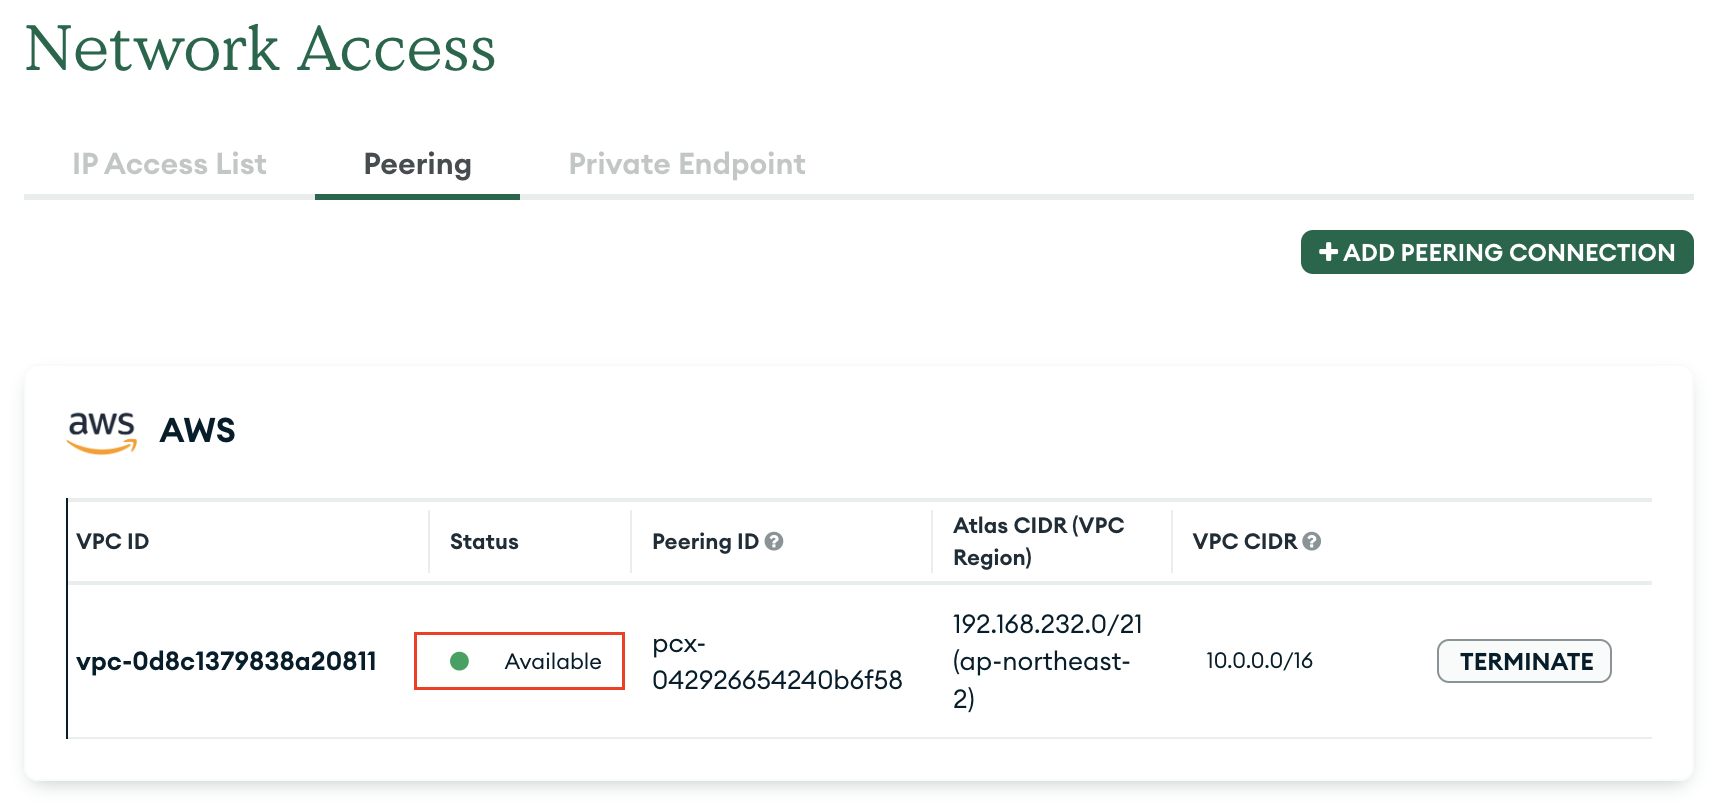 Network Access
IP Access List
Peering
Private Endpoint
+ ADD PEERING CONNECTION
aws AWS
VPC ID
Status
Peering ID ?
Atlas CIDR (VPC
Region)
VPC CIDR ?
vpc-0d8c1379838a20811
Available
pcx-
042926654240b6f58
192.168.232.0/21
(ap-northeast-
2)
10.0.0.0/16
TERMINATE